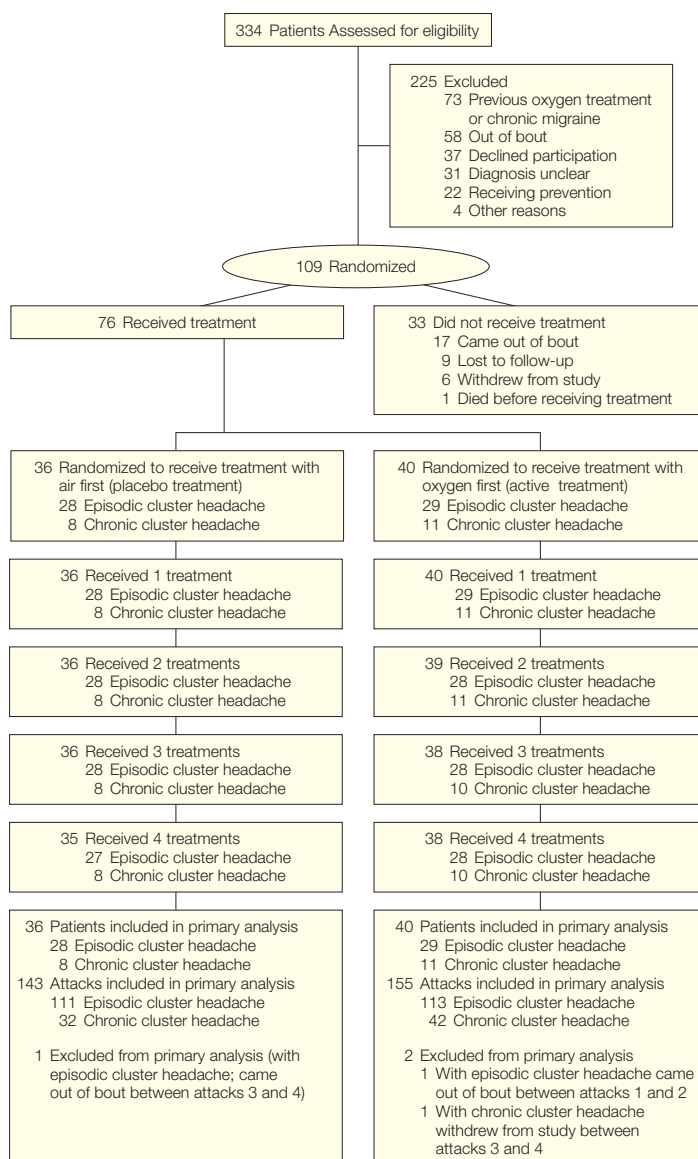 334 Patients Assessed for eligibility
225 Excluded
73 Previous oxygen treatment
or chronic migraine
58 Out of bout
37 Declined participation
31 Diagnosis unclear
22 Receiving prevention
4 Other reasons
109 Randomized
76 Received treatment
33 Did not receive treatment
17 Came out of bout
9 Lost to follow-up
6 Withdrew from study
1 Died before receiving treatment
36 Randomized to receive treatment with
air first (placebo treatment)
28 Episodic cluster headache
8 Chronic cluster headache
40 Randomized to receive treatment with
oxygen first (active treatment)
29 Episodic cluster headache
11 Chronic cluster headache
36 Received 1 treatment
28 Episodic cluster headache
8 Chronic cluster headache
40 Received 1 treatment
29 Episodic cluster headache
11 Chronic cluster headache
36 Received 2 treatments
28 Episodic cluster headache
8 Chronic cluster headache
39 Received 2 treatments
28 Episodic cluster headache
11 Chronic cluster headache
36 Received 3 treatments
28 Episodic cluster headache
8 Chronic cluster headache
38 Received 3 treatments
28 Episodic cluster headache
10 Chronic cluster headache
35 Received 4 treatments
27 Episodic cluster headache
8 Chronic cluster headache
38 Received 4 treatments
28 Episodic cluster headache
10 Chronic cluster headache
36 Patients included in primary analysis
28 Episodic cluster headache
8 Chronic cluster headache
143 Attacks included in primary analysis
111 Episodic cluster headache
32 Chronic cluster headache
1 Excluded from primary analysis (with
episodic cluster headache; came
out of bout between attacks 3 and 4)
40 Patients included in primary analysis
29 Episodic cluster headache
11 Chronic cluster headache
155 Attacks included in primary analysis
113 Episodic cluster headache
42 Chronic cluster headache
2 Excluded from primary analysis
1 With episodic cluster headache came
out of bout between attacks 1 and 2
1 With chronic cluster headache
withdrew from study between
attacks 3 and 4